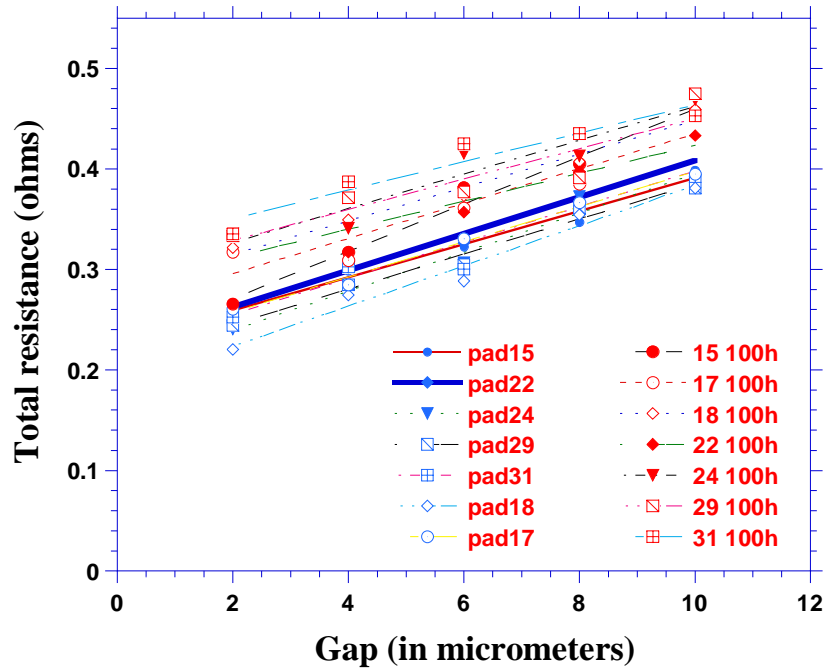 Total resistance (ohms)
0.5
0.4
0.3
0.2
0.1
0
pad15
pad22
pad24
pad29
pad31
pad18
pad17
15 100h
17 100h
18 100h
22 100h
24 100h
29 100h
31 100h
0 2 4 6 8 10 12
Gap (in micrometers)